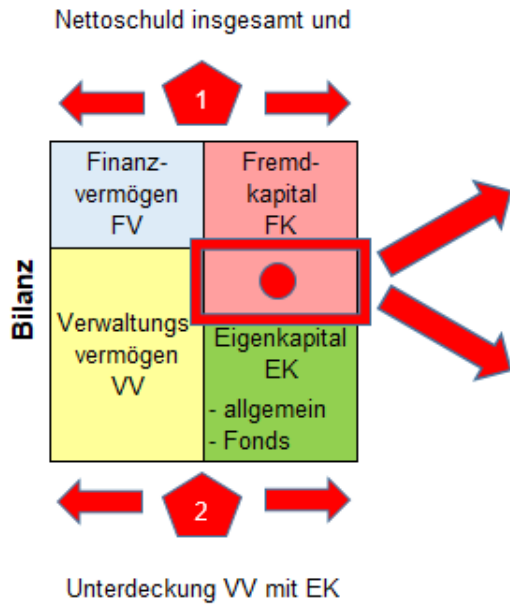 Nettoschuld insgesamt und
1
Finanz-
vermögen
FV
Fremd-
kapital
FK
Bilanz
Verwaltungs
vermögen
VV
Eigenkapital
EK
- allgemein
- Fonds
2
Unterdeckung VV mit EK